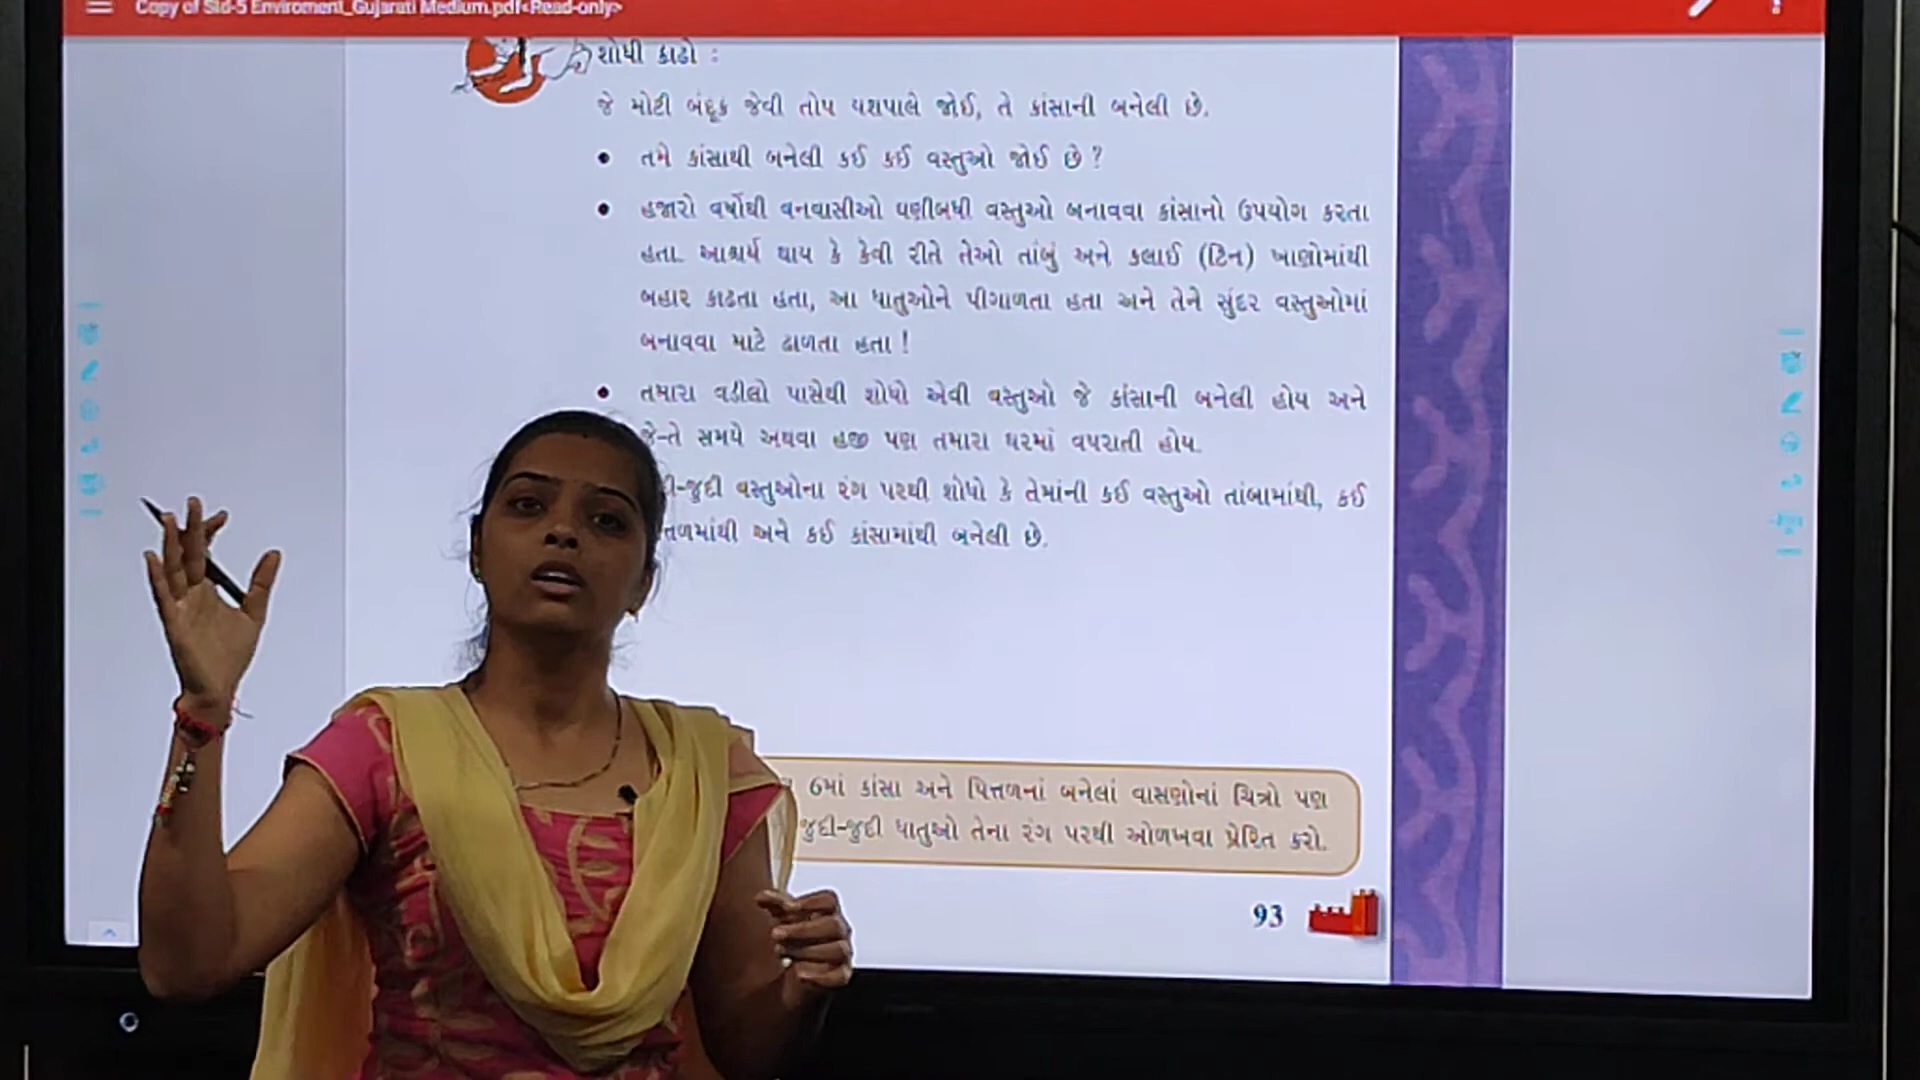 Copy of Std-5 Enviroment_Gujarati Medium.pdf<Read-only>
શોધી કાઢો :
જે મોટી બંદૂક જેવી તોપ યશપાલે જોઈ, તે કાંસાની બનેલી છે.
• તમે કાંસાથી બનેલી કઈ કઈ વસ્તુઓ જોઈ છે ?
• હજારો વર્ષોથી વનવાસીઓ ઘણીબધી વસ્તુઓ બનાવવા કાંસાનો ઉપયોગ કરતા
હતા. આશ્ચર્ય થાય કે કેવી રીતે તેઓ તાંબું અને કલાઈ (ટિન) ખાણોમાંથી
બહાર કાઢતા હતા, આ ધાતુઓને પીગાળતા હતા અને તેને સુંદર વસ્તુઓમાં
બનાવવા માટે ઢાળતા હતા !
• તમારા વડીલો પાસેથી શોધો એવી વસ્તુઓ જે કાંસાની બનેલી હોય અને
જે-તે સમયે અથવા હજી પણ તમારા ઘરમાં વપરાતી હોય.
દી-જુદી વસ્તુઓના રંગ પરથી શોધો કે તેમાંની કઈ વસ્તુઓ તાંબામાંથી, કઈ
તળમાંથી અને કઈ કાંસામાંથી બનેલી છે.
6માં કાંસા અને પિત્તળનાં બનેલાં વાસણોનાં ચિત્રો પણ
જુદી-જુદી ધાતુઓ તેના રંગ પરથી ઓળખવા પ્રેરિત કરો.
93